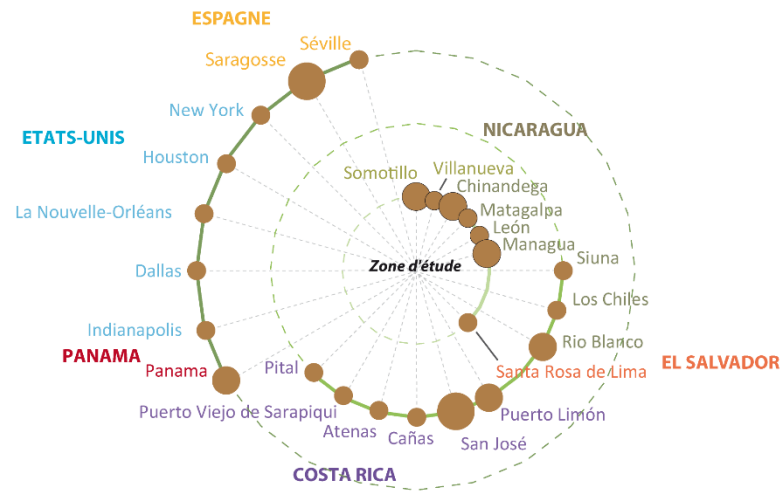 ESPAGNE
Séville
Saragosse
New York
ETATS-UNIS
Houston
La Nouvelle-Orléans
Dallas
Indianapolis
PANAMA
Panama
NICARAGUA
Somotillo
Villanueva
Chinandega
Matagalpa
León
Managua
Zone d'étude
Siuna
Los Chiles
Rio Blanco
Santa Rosa de Lima
EL SALVADOR
Pital
Puerto Viejo de Sarapiqui
Atenas
Cañas
San José
Puerto Limón
COSTA RICA